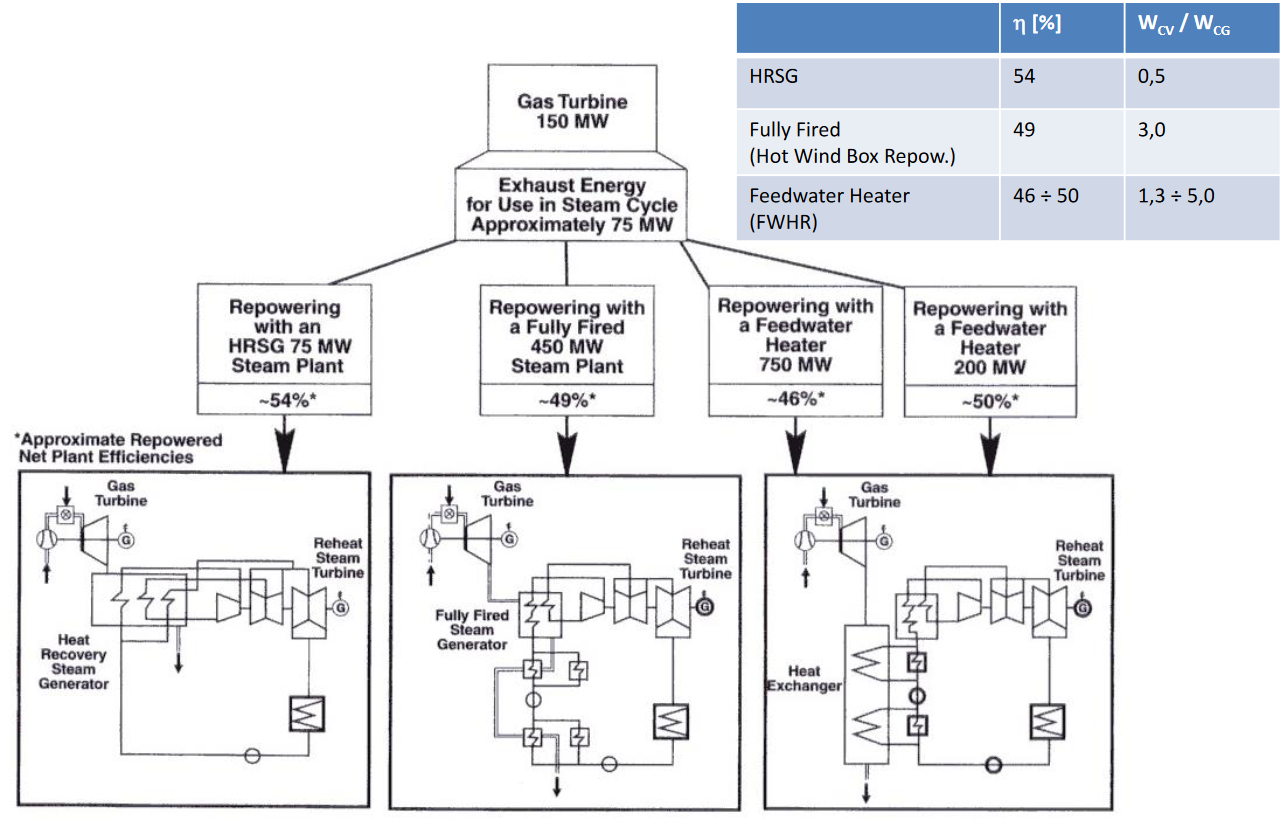 η [%]
W_CV / W_CG
HRSG
54
0,5
Fully Fired
(Hot Wind Box Repow.)
49
3,0
Feedwater Heater
(FWHR)
46 ÷ 50
1,3 ÷ 5,0
Gas Turbine
150 MW
Exhaust Energy
for Use in Steam Cycle
Approximately 75 MW
Repowering
with an
HRSG 75 MW
Steam Plant
~54%*
Repowering with
a Fully Fired
450 MW
Steam Plant
~49%*
Repowering with
a Feedwater
Heater
750 MW
~46%*
Repowering with
a Feedwater
Heater
200 MW
~50%*
*Approximate Repowered
Net Plant Efficiencies
Gas
Turbine
G
Reheat
Steam
Turbine
G
Heat
Recovery
Steam
Generator
Gas
Turbine
G
Reheat
Steam
Turbine
G
Fully Fired
Steam
Generator
Gas
Turbine
G
Reheat
Steam
Turbine
G
Heat
Exchanger